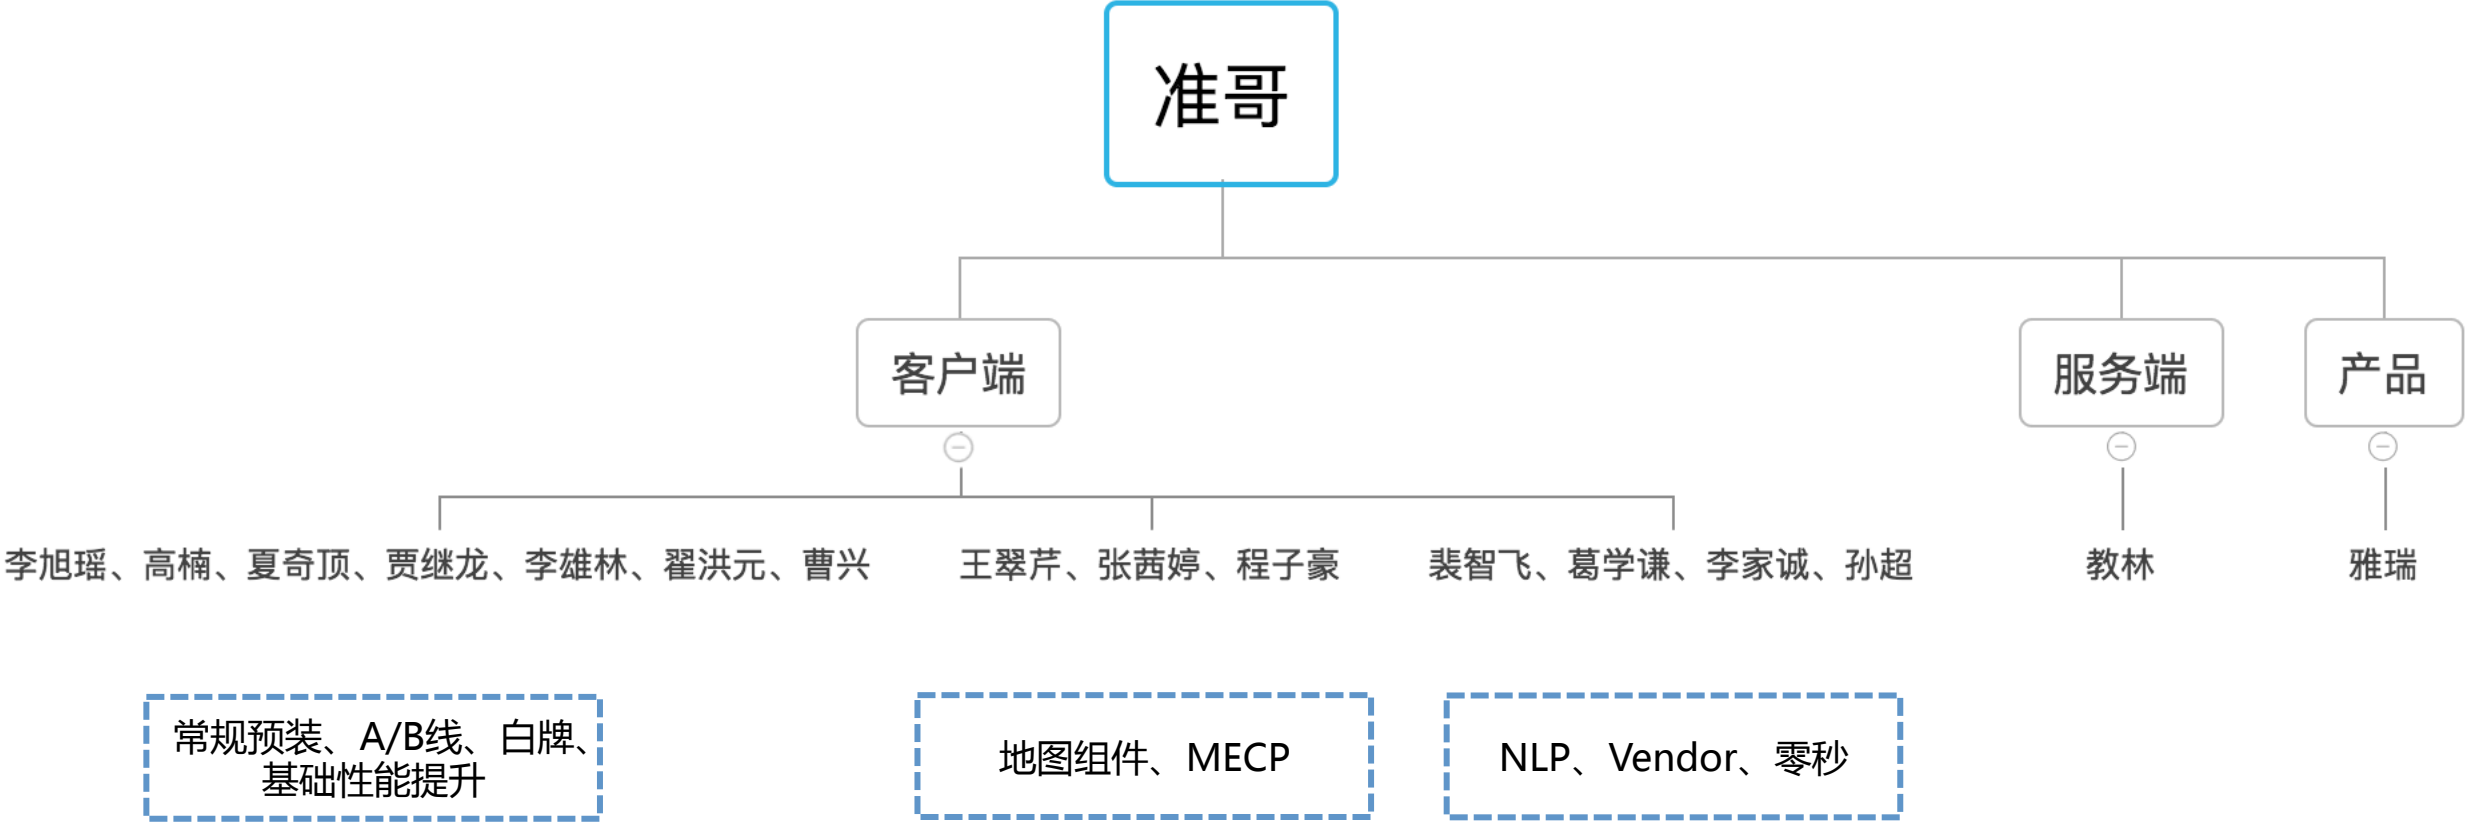 准哥
客户端
服务端
产品
李旭瑶、高楠、夏奇顶、贾继龙、李雄林、翟洪元、曹兴
王翠芹、张茜婷、程子豪
裴智飞、葛学谦、李家诚、孙超
教林
雅瑞
常规预装、A/B线、白牌、
基础性能提升
地图组件、MECP
NLP、Vendor、零秒